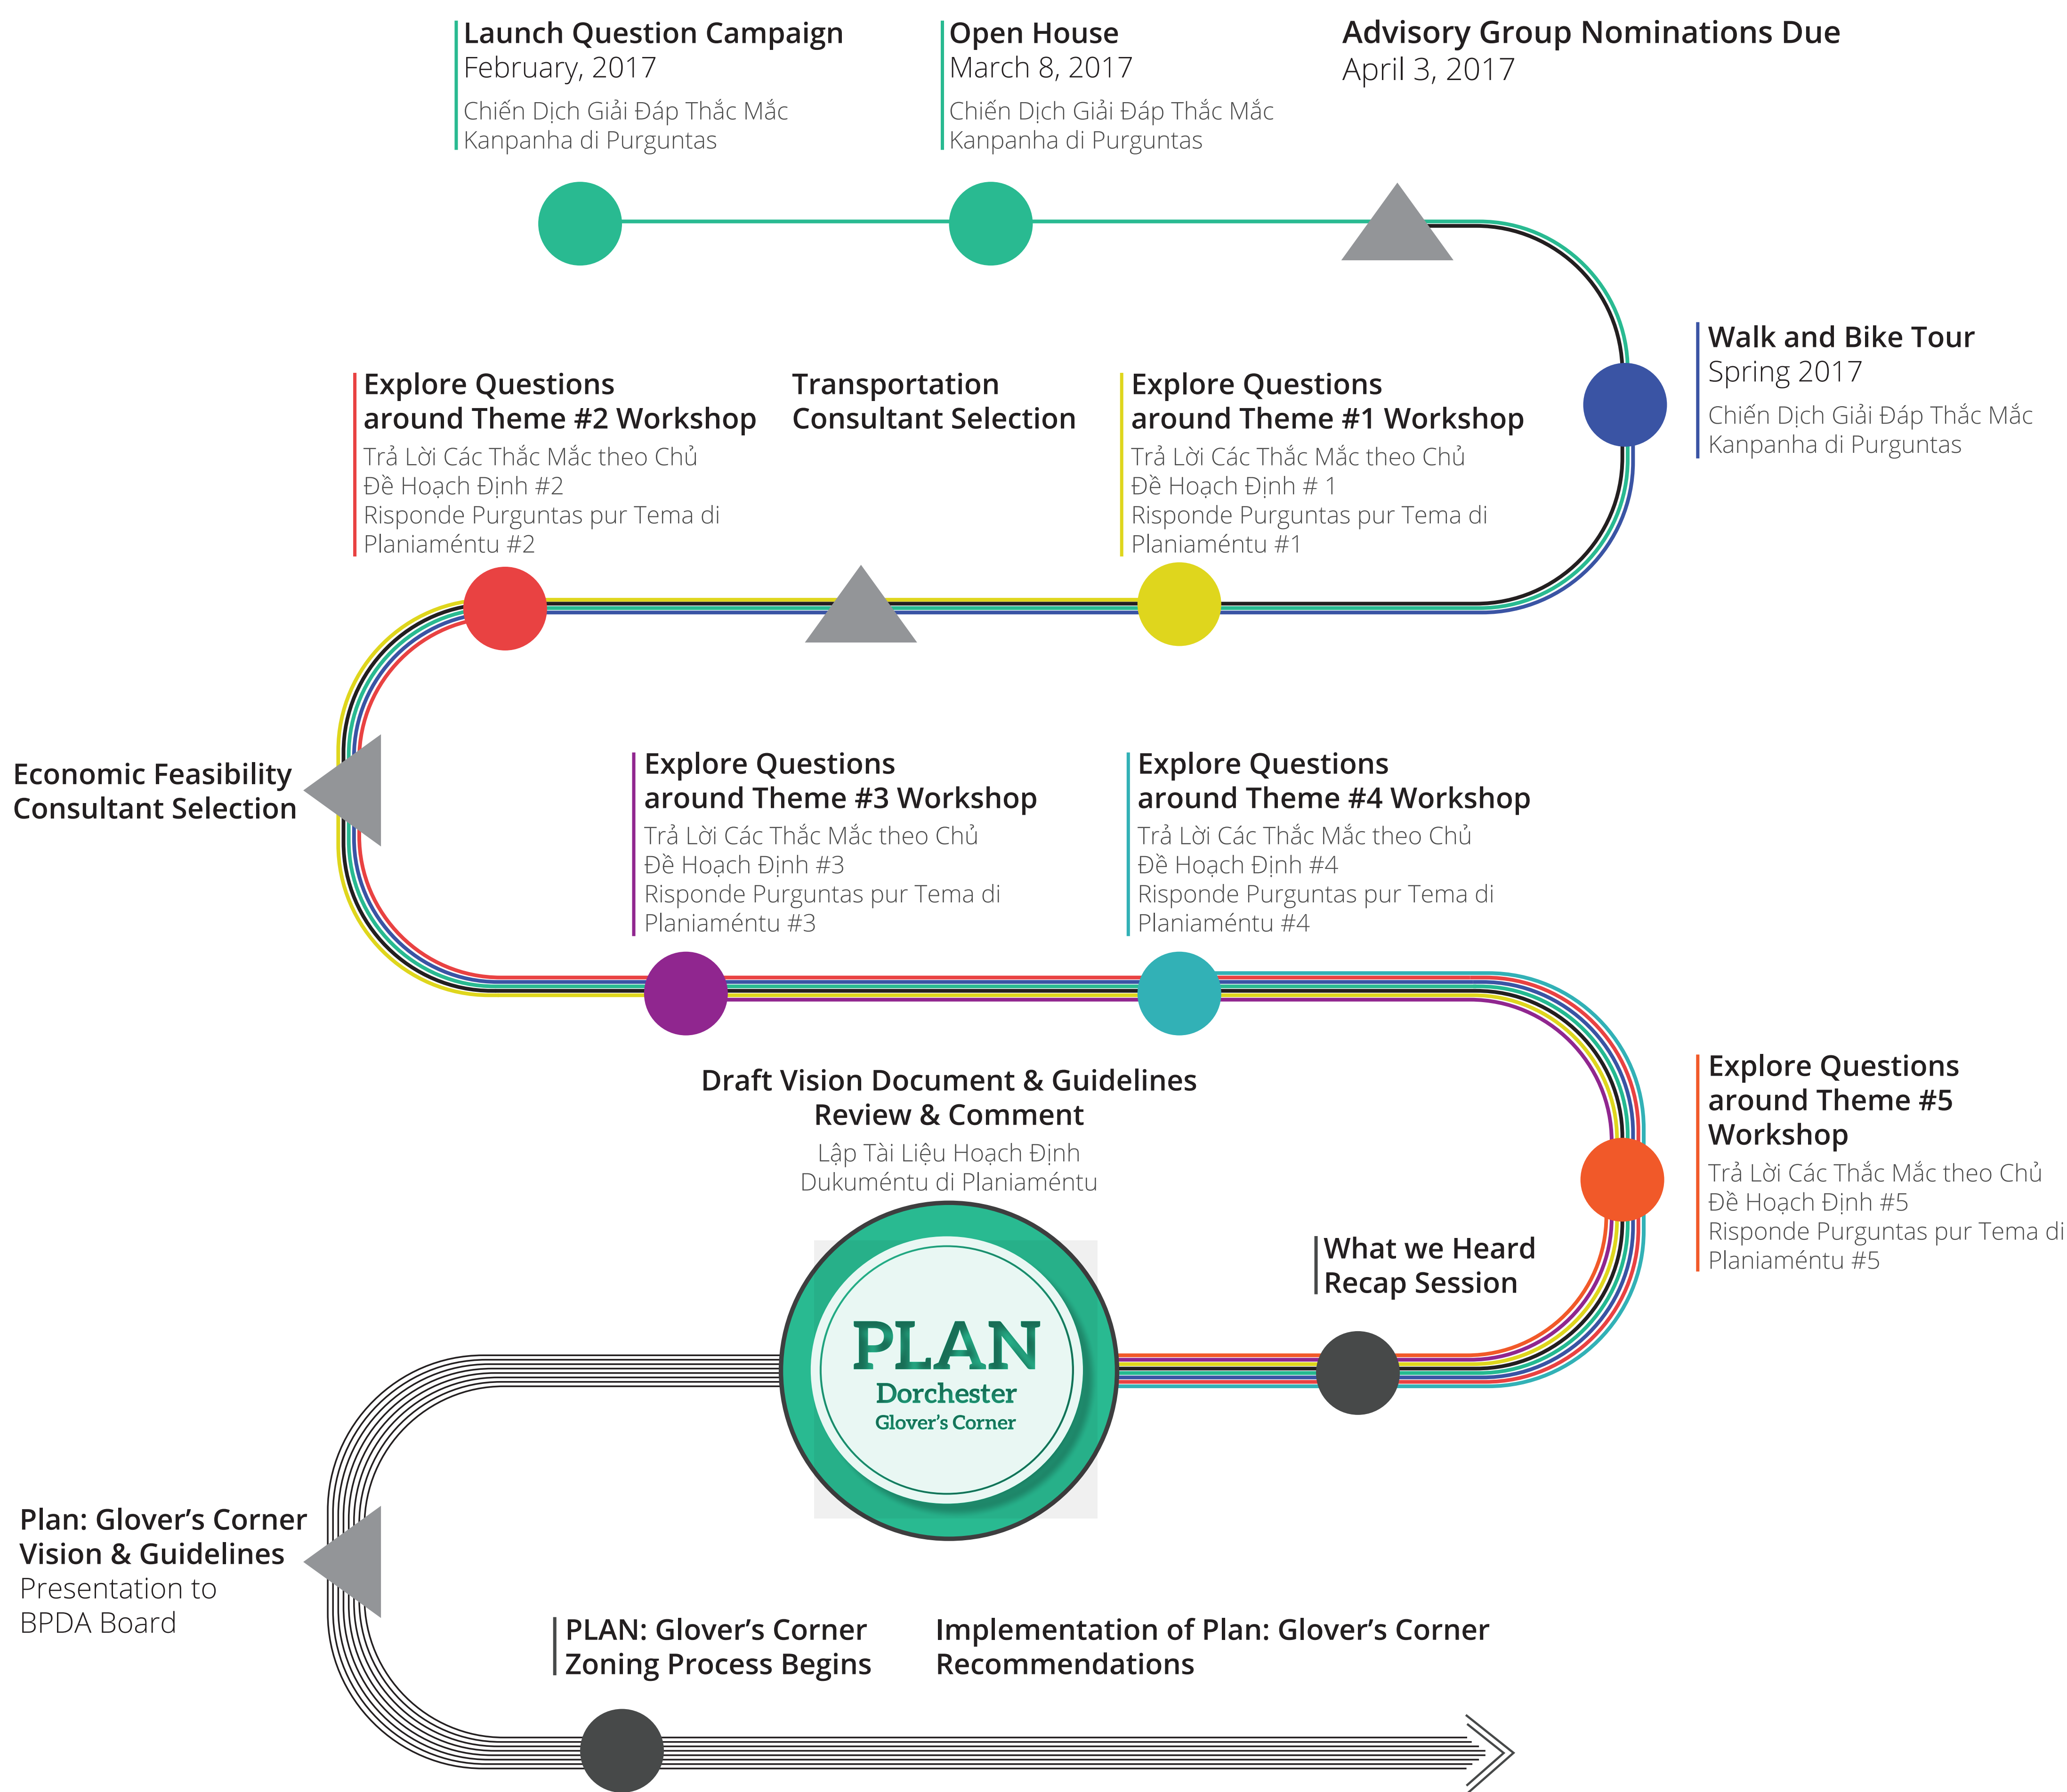 Launch Question Campaign
February, 2017
Chiến Dịch Giải Đáp Thắc Mắc
Kanpanha di Purguntas
Open House
March 8, 2017
Chiến Dịch Giải Đáp Thắc Mắc
Kanpanha di Purguntas
Advisory Group Nominations Due
April 3, 2017
Walk and Bike Tour
Spring 2017
Chiến Dịch Giải Đáp Thắc Mắc
Kanpanha di Purguntas
Explore Questions
around Theme #1 Workshop
Trả Lời Các Thắc Mắc theo Chủ
Đề Hoạch Định # 1
Risponde Purguntas pur Tema di
Planiaméntu #1
Transportation
Consultant Selection
Explore Questions
around Theme #2 Workshop
Trả Lời Các Thắc Mắc theo Chủ
Đề Hoạch Định #2
Risponde Purguntas pur Tema di
Planiaméntu #2
Economic Feasibility
Consultant Selection
Explore Questions
around Theme #3 Workshop
Trả Lời Các Thắc Mắc theo Chủ
Đề Hoạch Định #3
Risponde Purguntas pur Tema di
Planiaméntu #3
Explore Questions
around Theme #4 Workshop
Trả Lời Các Thắc Mắc theo Chủ
Đề Hoạch Định #4
Risponde Purguntas pur Tema di
Planiaméntu #4
Explore Questions
around Theme #5
Workshop
Trả Lời Các Thắc Mắc theo Chủ
Đề Hoạch Định #5
Risponde Purguntas pur Tema di
Planiaméntu #5
What we Heard
Recap Session
Draft Vision Document & Guidelines
Review & Comment
Lập Tài Liệu Hoạch Định
Dukuméntu di Planiaméntu
PLAN
Dorchester
Glover's Corner
Plan: Glover's Corner
Vision & Guidelines
Presentation to
BPDA Board
PLAN: Glover's Corner
Zoning Process Begins
Implementation of Plan: Glover's Corner
Recommendations